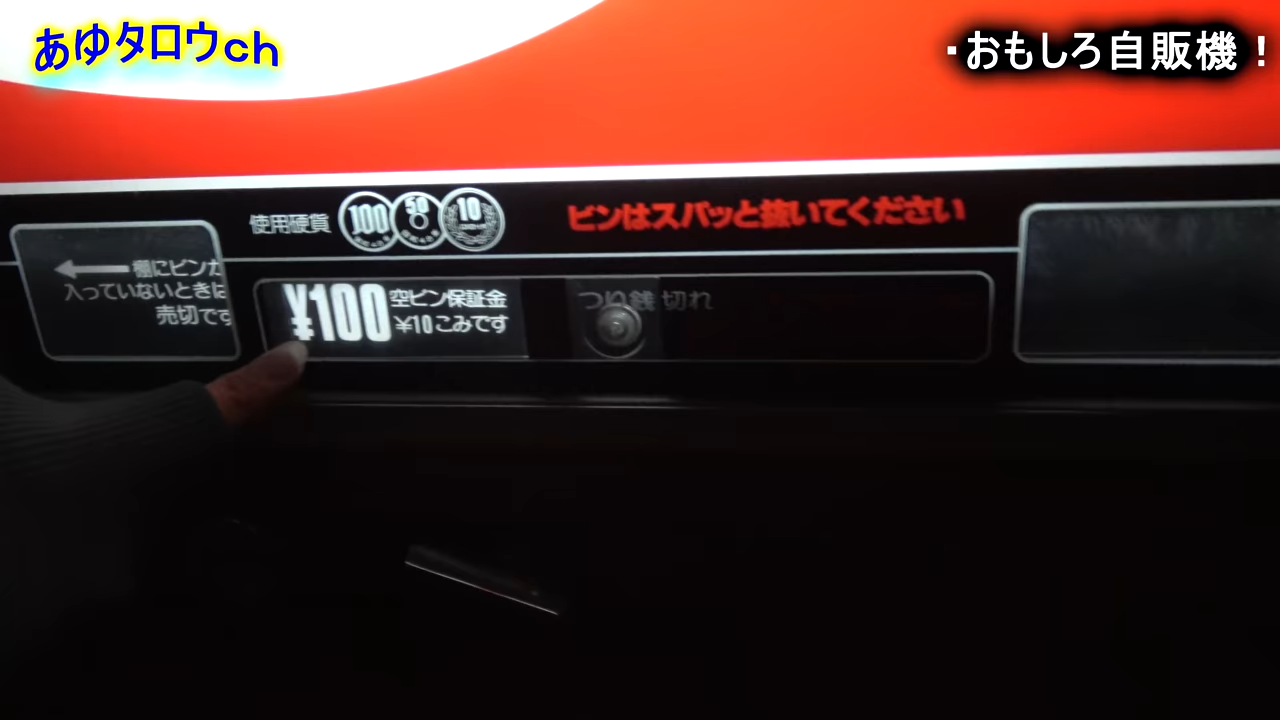 あゆタロウch
・おもしろ自販機！
使用硬貨
100
50
10
ビンはスパッと抜いてください
棚にビンが
入っていないときは
売切です
¥100
空ビン保証金
¥10こみです
つり銭切れ